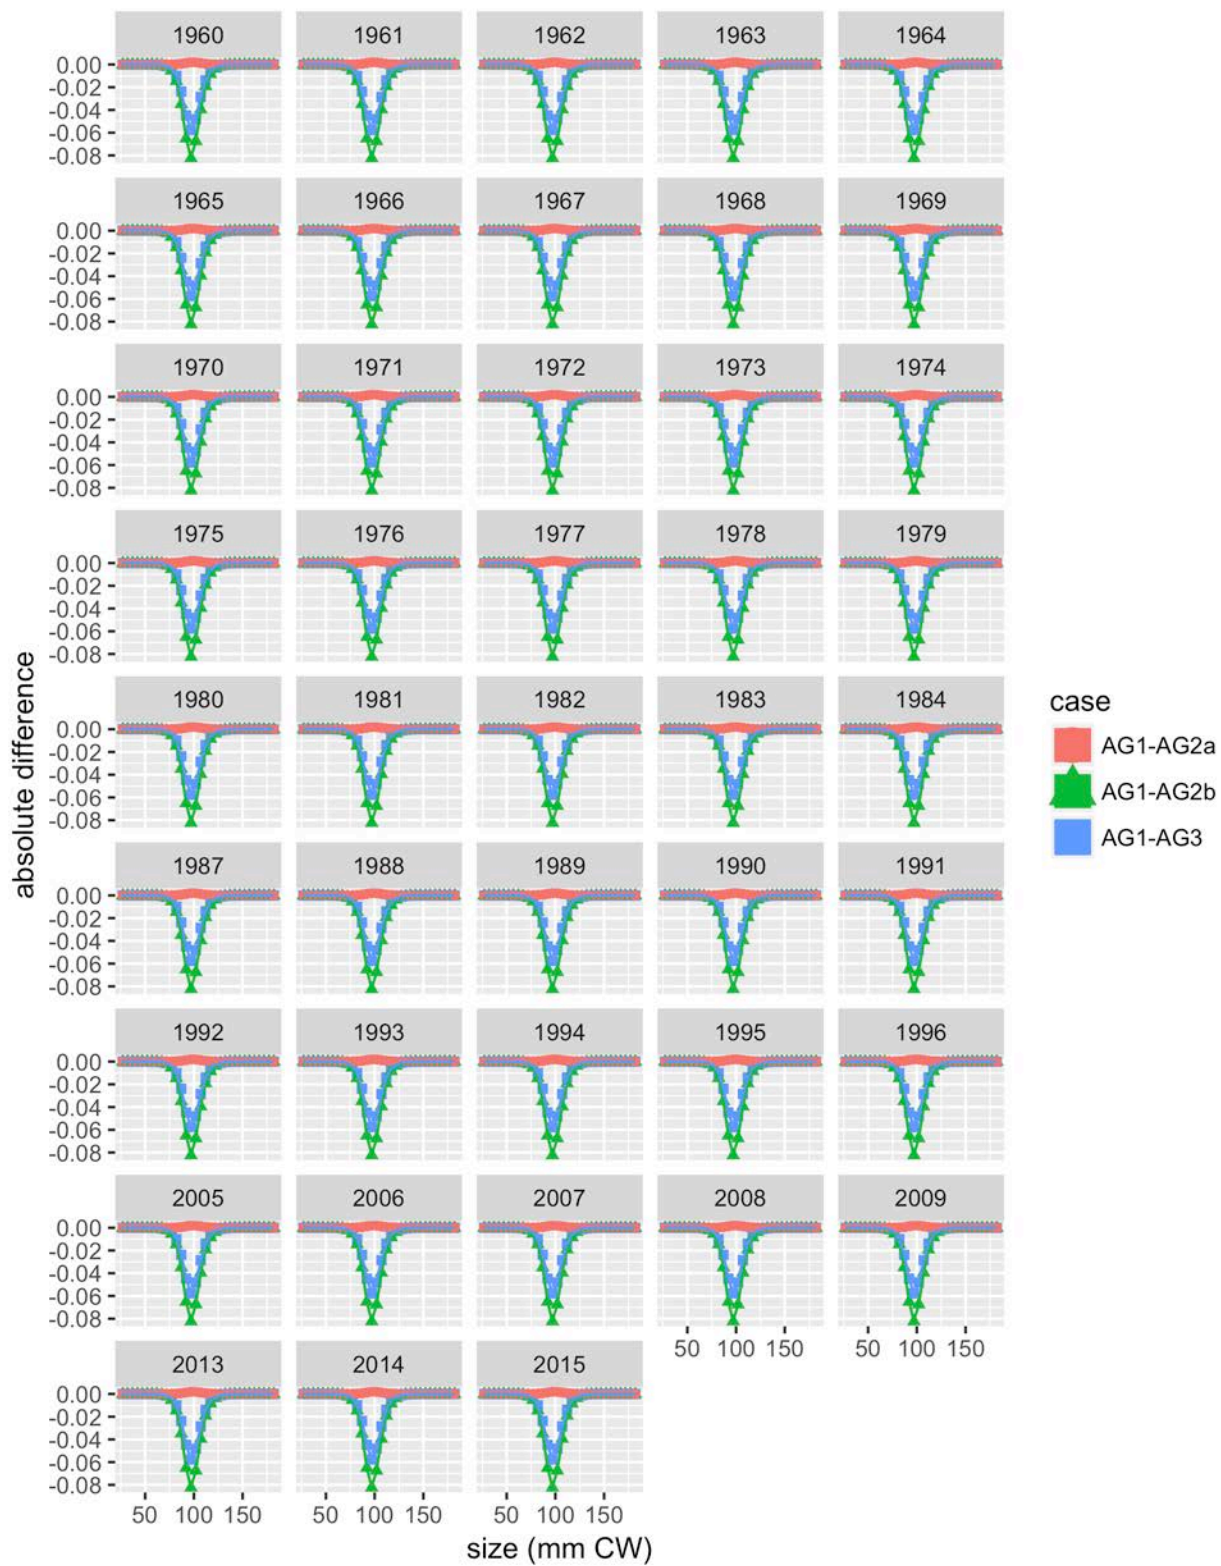 1960 1961 1962 1963 1964
0.00
-0.02
-0.04
-0.06
-0.08
1965 1966 1967 1968 1969
0.00
-0.02
-0.04
-0.06
-0.08
1970 1971 1972 1973 1974
0.00
-0.02
-0.04
-0.06
-0.08
1975 1976 1977 1978 1979
0.00
-0.02
-0.04
-0.06
-0.08
1980 1981 1982 1983 1984
0.00
-0.02
-0.04
-0.06
-0.08
1987 1988 1989 1990 1991
0.00
-0.02
-0.04
-0.06
-0.08
1992 1993 1994 1995 1996
0.00
-0.02
-0.04
-0.06
-0.08
2005 2006 2007 2008 2009
0.00
-0.02
-0.04
-0.06
-0.08
50 100 150 50 100 150
2013 2014 2015
0.00
-0.02
-0.04
-0.06
-0.08
50 100 150 50 100 150 50 100 150
size (mm CW)
absolute difference
case
AG1-AG2a
AG1-AG2b
AG1-AG3